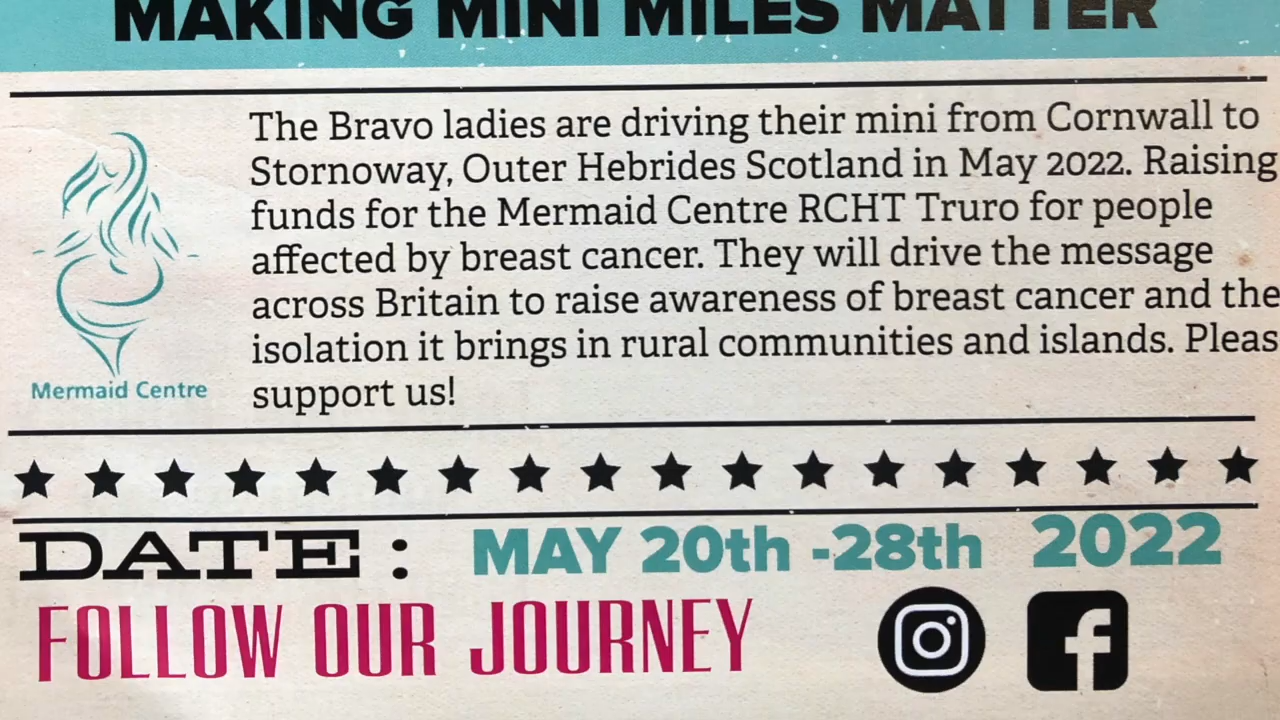 MAKING MINI MILES MATTER
The Bravo ladies are driving their mini from Cornwall to
Stornoway, Outer Hebrides Scotland in May 2022. Raising
funds for the Mermaid Centre RCHT Truro for people
affected by breast cancer. They will drive the message
across Britain to raise awareness of breast cancer and the
isolation it brings in rural communities and islands. Pleas
support us!
Mermaid Centre
DATE: MAY 20th -28th 2022
FOLLOW OUR JOURNEY